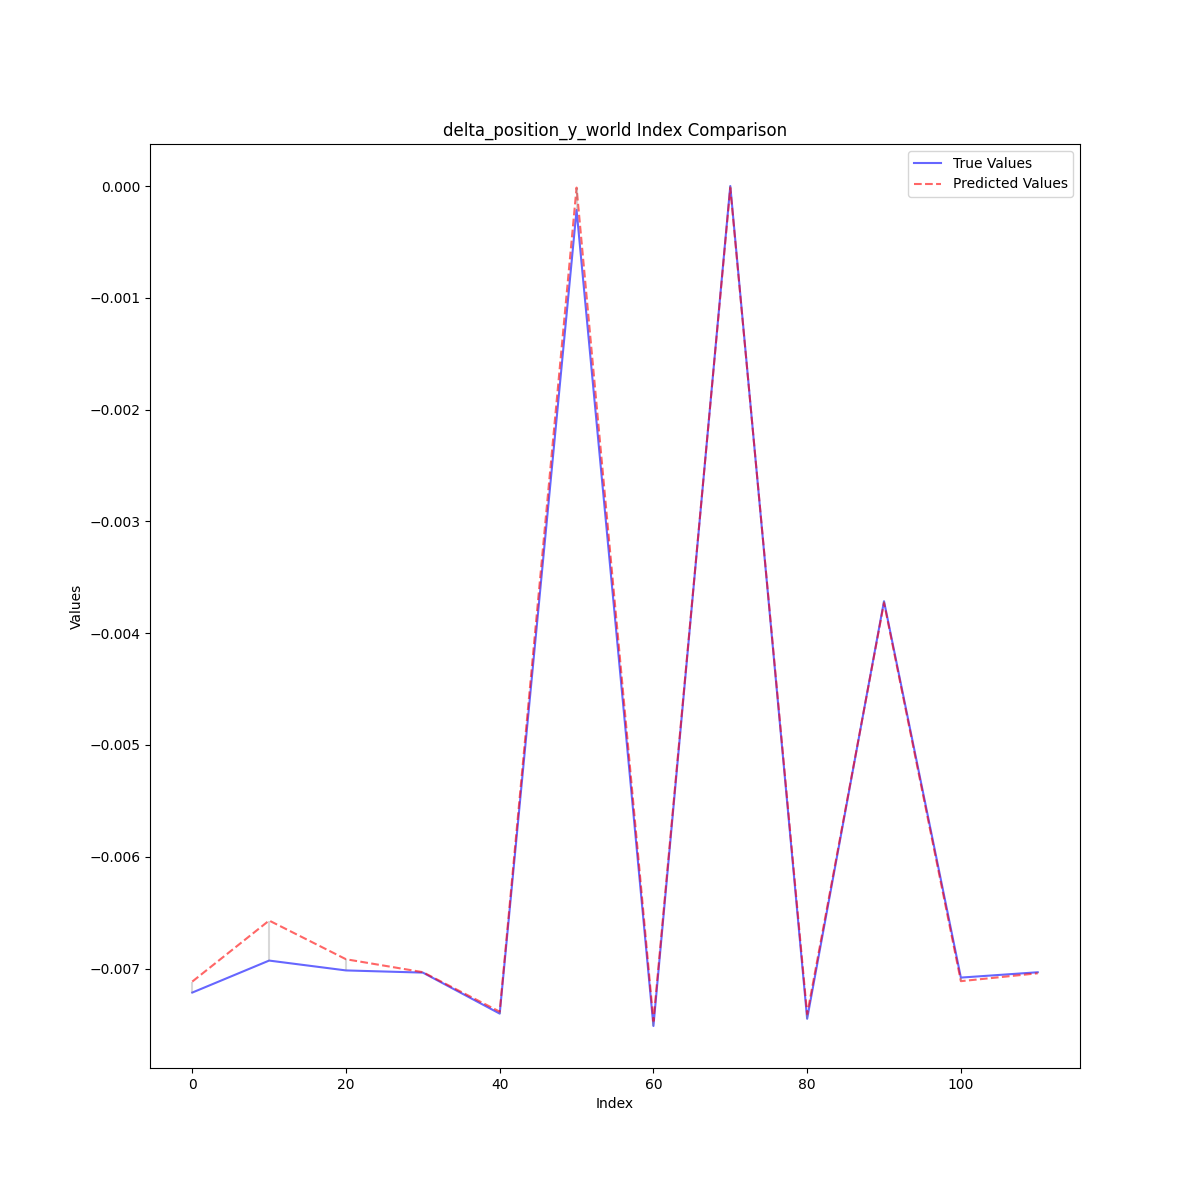 delta_position_y_world Index Comparison
True Values
Predicted Values
0.000
−0.001
−0.002
−0.003
−0.004
−0.005
−0.006
−0.007
Values
0
20
40
60
80
100
Index